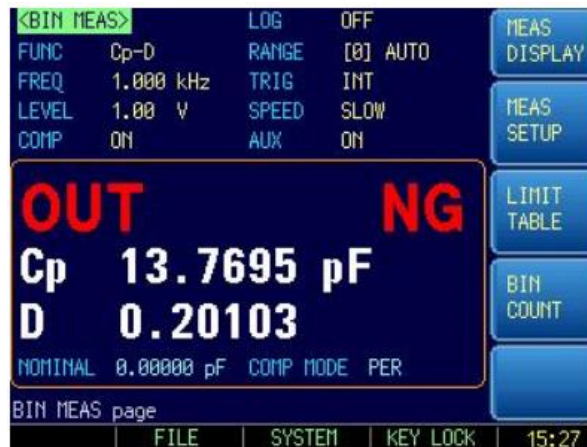 <BIN MEAS> LOG OFF
FUNC Cp-D RANGE [0] AUTO
FREQ 1.000 kHz TRIG INT
LEVEL 1.00 V SPEED SLOW
COMP ON AUX ON
OUT NG
Cp 13.7695 pF
D 0.20103
NOMINAL 0.00000 pF COMP MODE PER
BIN MEAS page
MEAS
DISPLAY
MEAS
SETUP
LIMIT
TABLE
BIN
COUNT
FILE SYSTEM KEY LOCK 15:27